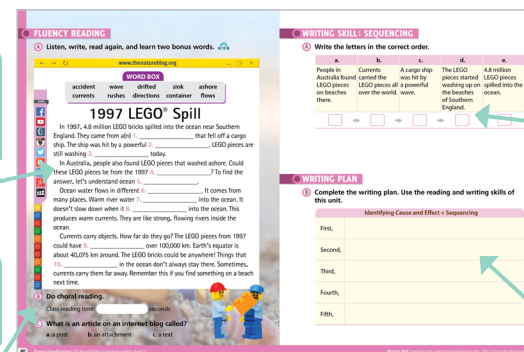 FLUENCY READING
A Listen, write, read again, and learn two bonus words.
www.thenatureblog.org
WORD BOX
accident wave drifted sink ashore
currents rushes directions container flows
1997 LEGO® Spill
In 1997, 4.8 million LEGO bricks spilled into the ocean near Southern
England. They came from a(n) 1. that fell off a cargo
ship. The ship was hit by a powerful 2. . LEGO pieces are
still washing 3. today.
In Australia, people also found LEGO pieces that washed ashore. Could
these LEGO pieces be from the 1997 4. ? To find the
answer, let's understand ocean 5. .
Ocean water flows in different 6. . It comes from
many places. Warm river water 7. into the ocean. It
doesn't slow down when it 8. into the ocean. This
produces warm currents. They are like strong, flowing rivers inside the
ocean.
Currents carry objects. How far do they go? The LEGO pieces from 1997
could have 9. over 100,000 km. Earth's equator is
about 40,075 km around. The LEGO bricks could be anywhere! Things that
10. in the ocean don't always stay there. Sometimes,
currents carry them far away. Remember this if you find something on a beach
next time.
B Do choral reading.
Class reading time: seconds
What is an article on an internet blog called?
a. a post b. an attachment c. a text
40
WRITING SKILL: SEQUENCING
A Write the letters in the correct order.
a. b. c. d. e.
People in Currents A cargo ship The LEGO 4.8 million
Australia found carried the was hit by pieces started LEGO pieces
LEGO pieces LEGO pieces all a powerful washing up on spilled into the
on beaches over the world. wave. the beaches ocean.
there. of Southern
England.
WRITING PLAN
B Complete the writing plan. Use the reading and writing skills of
this unit.
Identifying Cause and Effect + Sequencing
First,
Second,
Third,
Fourth,
Fifth,